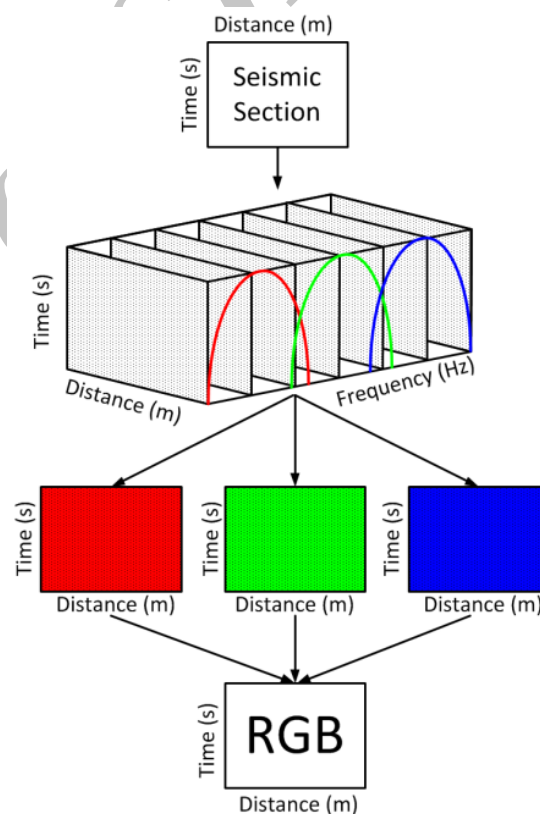 Distance (m)
Time (s)
Seismic
Section
Time (s)
Distance (m)
Frequency (Hz)
Time (s)
Distance (m)
Time (s)
Distance (m)
Time (s)
Distance (m)
Time (s)
RGB
Distance (m)